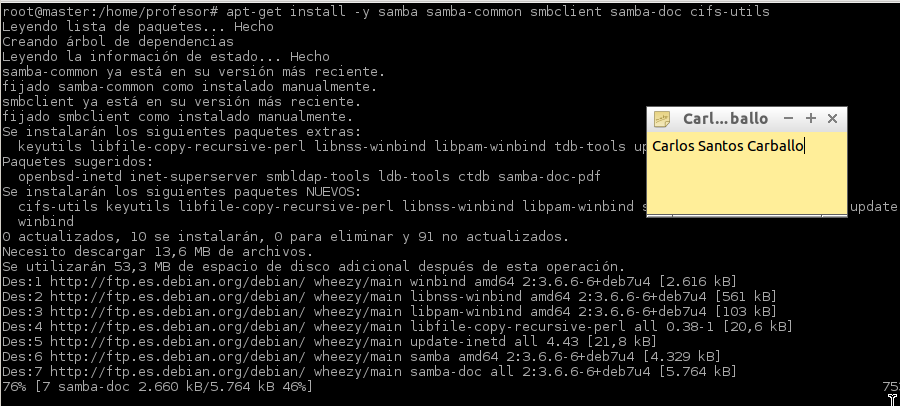 root@master:/home/profesor# apt-get install -y samba samba-common smbclient samba-doc cifs-utils
Leyendo lista de paquetes... Hecho
Creando árbol de dependencias
Leyendo la información de estado... Hecho
samba-common ya está en su versión más reciente.
fijado samba-common como instalado manualmente.
smbclient ya está en su versión más reciente.
fijado smbclient como instalado manualmente.
Se instalarán los siguientes paquetes extras:
keyutils libfile-copy-recursive-perl libnss-winbind libpam-winbind tdb-tools
Paquetes sugeridos:
openbsd-inetd inet-superserver smbldap-tools ldb-tools ctdb samba-doc-pdf
Se instalarán los siguientes paquetes NUEVOS:
cifs-utils keyutils libfile-copy-recursive-perl libnss-winbind libpam-winbind update
winbind
0 actualizados, 10 se instalarán, 0 para eliminar y 91 no actualizados.
Necesito descargar 13,6 MB de archivos.
Se utilizarán 53,3 MB de espacio de disco adicional después de esta operación.
Des:1 http://ftp.es.debian.org/debian/ wheezy/main winbind amd64 2:3.6.6-6+deb7u4 [2.616 kB]
Des:2 http://ftp.es.debian.org/debian/ wheezy/main libnss-winbind amd64 2:3.6.6-6+deb7u4 [561 kB]
Des:3 http://ftp.es.debian.org/debian/ wheezy/main libpam-winbind amd64 2:3.6.6-6+deb7u4 [103 kB]
Des:4 http://ftp.es.debian.org/debian/ wheezy/main libfile-copy-recursive-perl all 0.38-1 [20,6 kB]
Des:5 http://ftp.es.debian.org/debian/ wheezy/main update-inetd all 4.43 [21,8 kB]
Des:6 http://ftp.es.debian.org/debian/ wheezy/main samba amd64 2:3.6.6-6+deb7u4 [4.329 kB]
Des:7 http://ftp.es.debian.org/debian/ wheezy/main samba-doc all 2:3.6.6-6+deb7u4 [5.764 kB]
76% [7 samba-doc 2.660 kB/5.764 kB 46%]
Carl...ballo
Carlos Santos Carballo